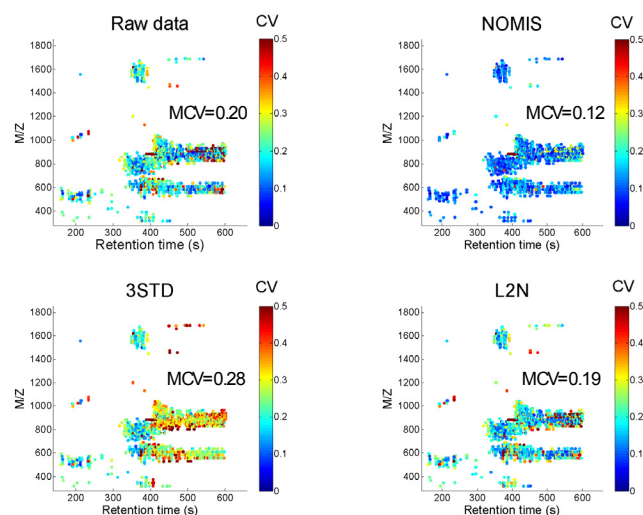 Raw data
CV
M/Z
1800
1600
1400
1200
1000
800
600
400
MCV=0.20
0.5
0.4
0.3
0.2
0.1
0
200 300 400 500 600
Retention time (s)
NOMIS
CV
1800
1600
1400
1200
1000
800
600
400
MCV=0.12
0.5
0.4
0.3
0.2
0.1
0
200 300 400 500 600
Retention time (s)
3STD
CV
M/Z
1800
1600
1400
1200
1000
800
600
400
MCV=0.28
0.5
0.4
0.3
0.2
0.1
0
200 300 400 500 600
Retention time (s)
L2N
CV
1800
1600
1400
1200
1000
800
600
400
MCV=0.19
0.5
0.4
0.3
0.2
0.1
0
200 300 400 500 600
Retention time (s)